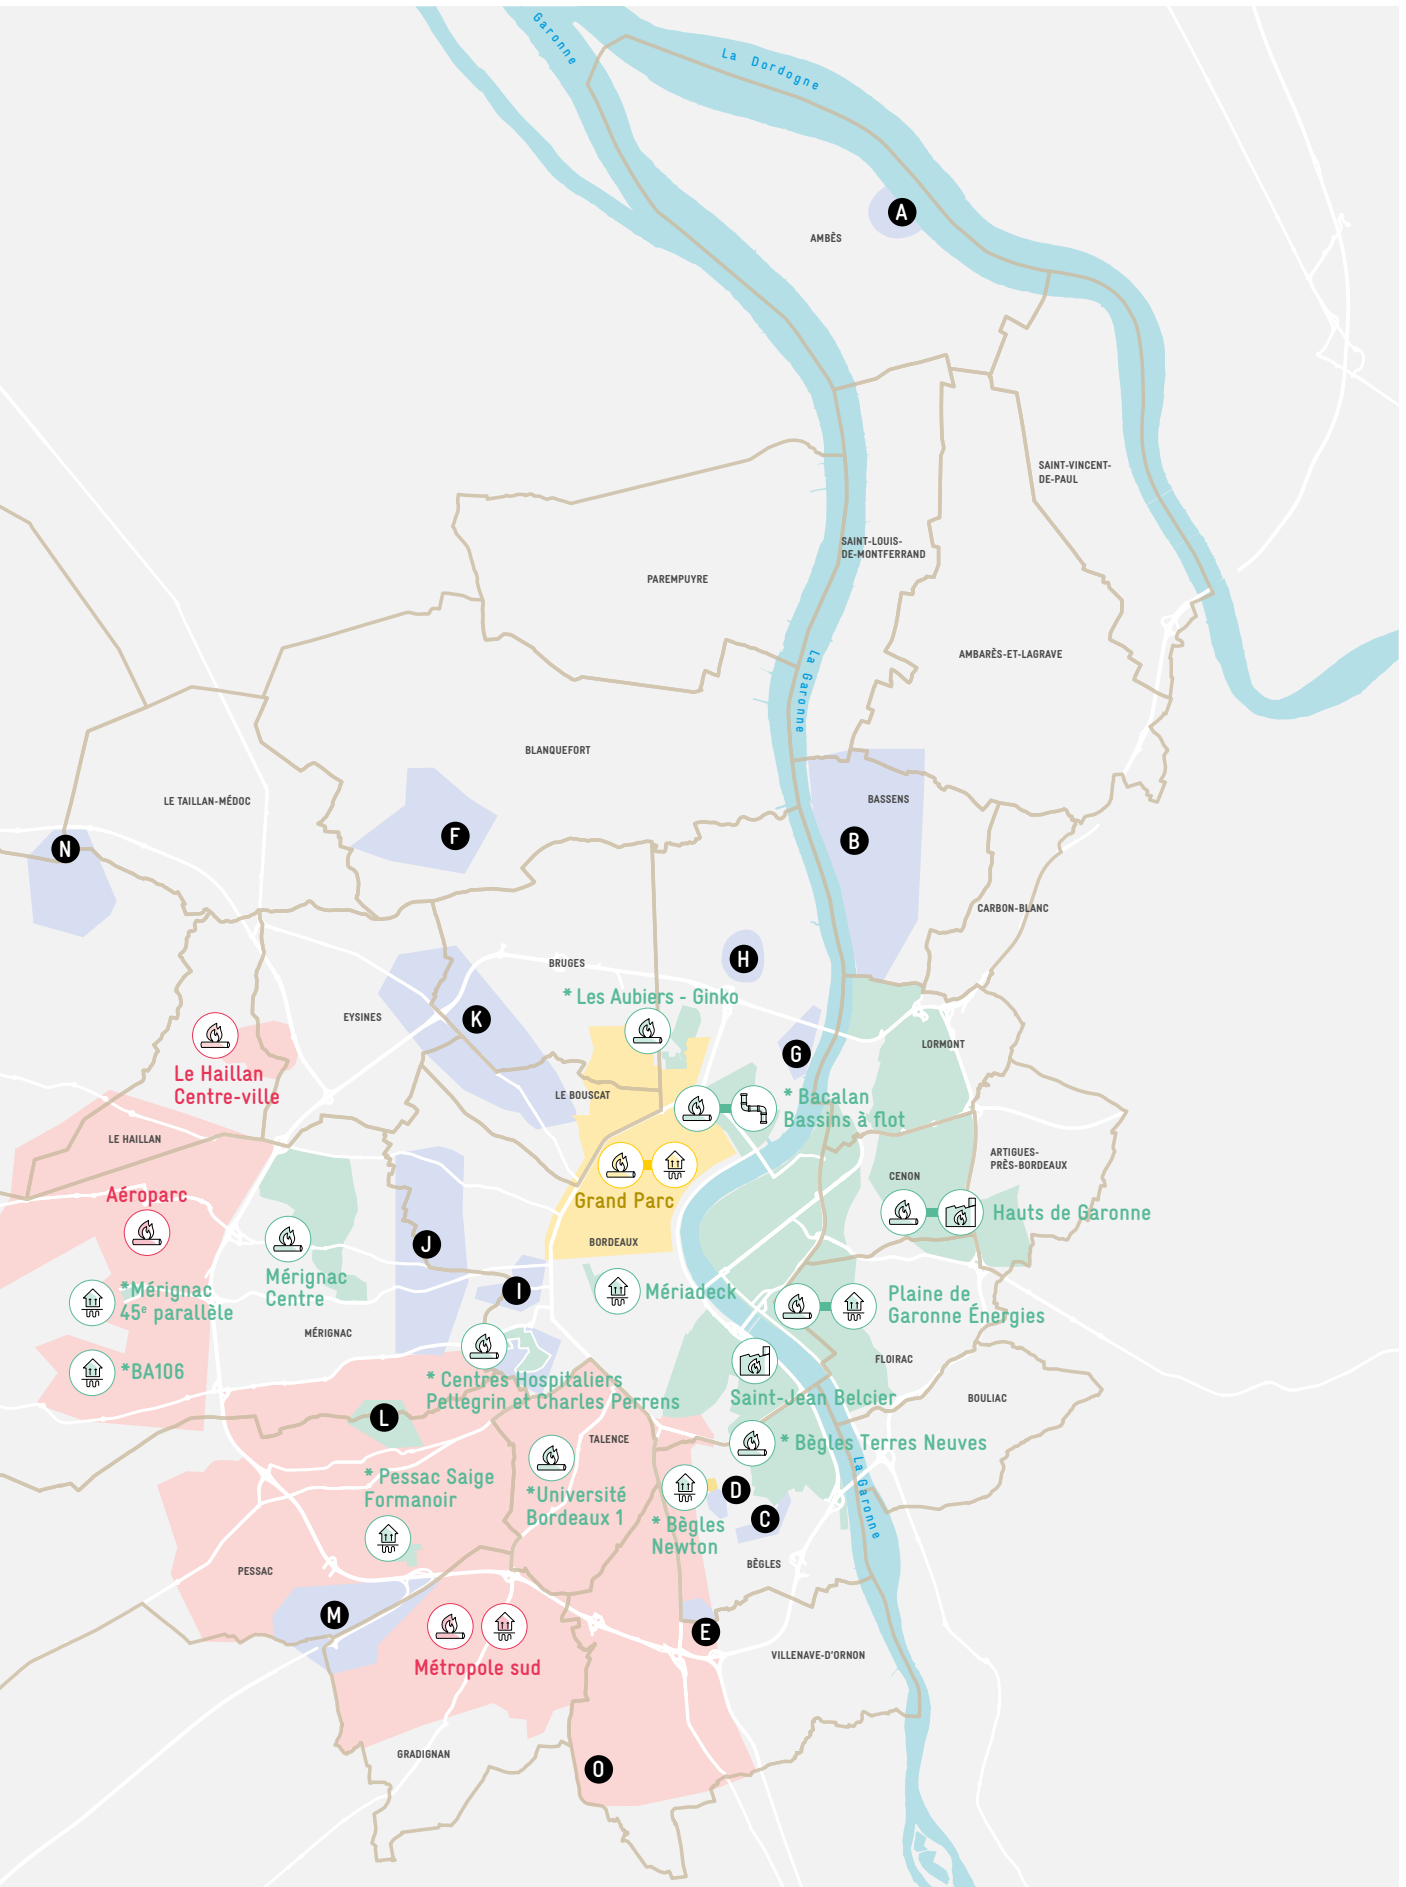 Garonne
La Dordogne
A
AMBÈS
SAINT-VINCENT-
DE-PAUL
SAINT-LOUIS-
DE-MONTFERRAND
PAREMPUYRE
AMBARÈS-ET-LAGRAVE
La Garonne
BLANQUEFORT
LE TAILLAN-MÉDOC
BASSENS
F
B
N
CARBON-BLANC
H
BRUGES
* Les Aubiers - Ginko
EYSINES
K
LORMONT
G
Le Haillan
Centre-ville
LE BOUSCAT
* Bacalan
Bassins à flot
LE HAILLAN
ARTIGUES-
PRÈS-BORDEAUX
CENON
Aéroparc
Grand Parc
Hauts de Garonne
J
BORDEAUX
Mérignac
Centre
*Mérignac
45e parallèle
I
Mériadeck
Plaine de
Garonne Énergies
MÉRIGNAC
FLOIRAC
*BA106
* Centres Hospitaliers
Pellegrin et Charles Perrens
Saint-Jean Belcier
BOULIAC
L
TALENCE
* Bègles Terres Neuves
* Pessac Saige
Formanoir
*Université
Bordeaux 1
D
La Garonne
C
* Bègles
Newton
BÈGLES
PESSAC
M
E
VILLENAVE-D'ORNON
Métropole sud
GRADIGNAN
O